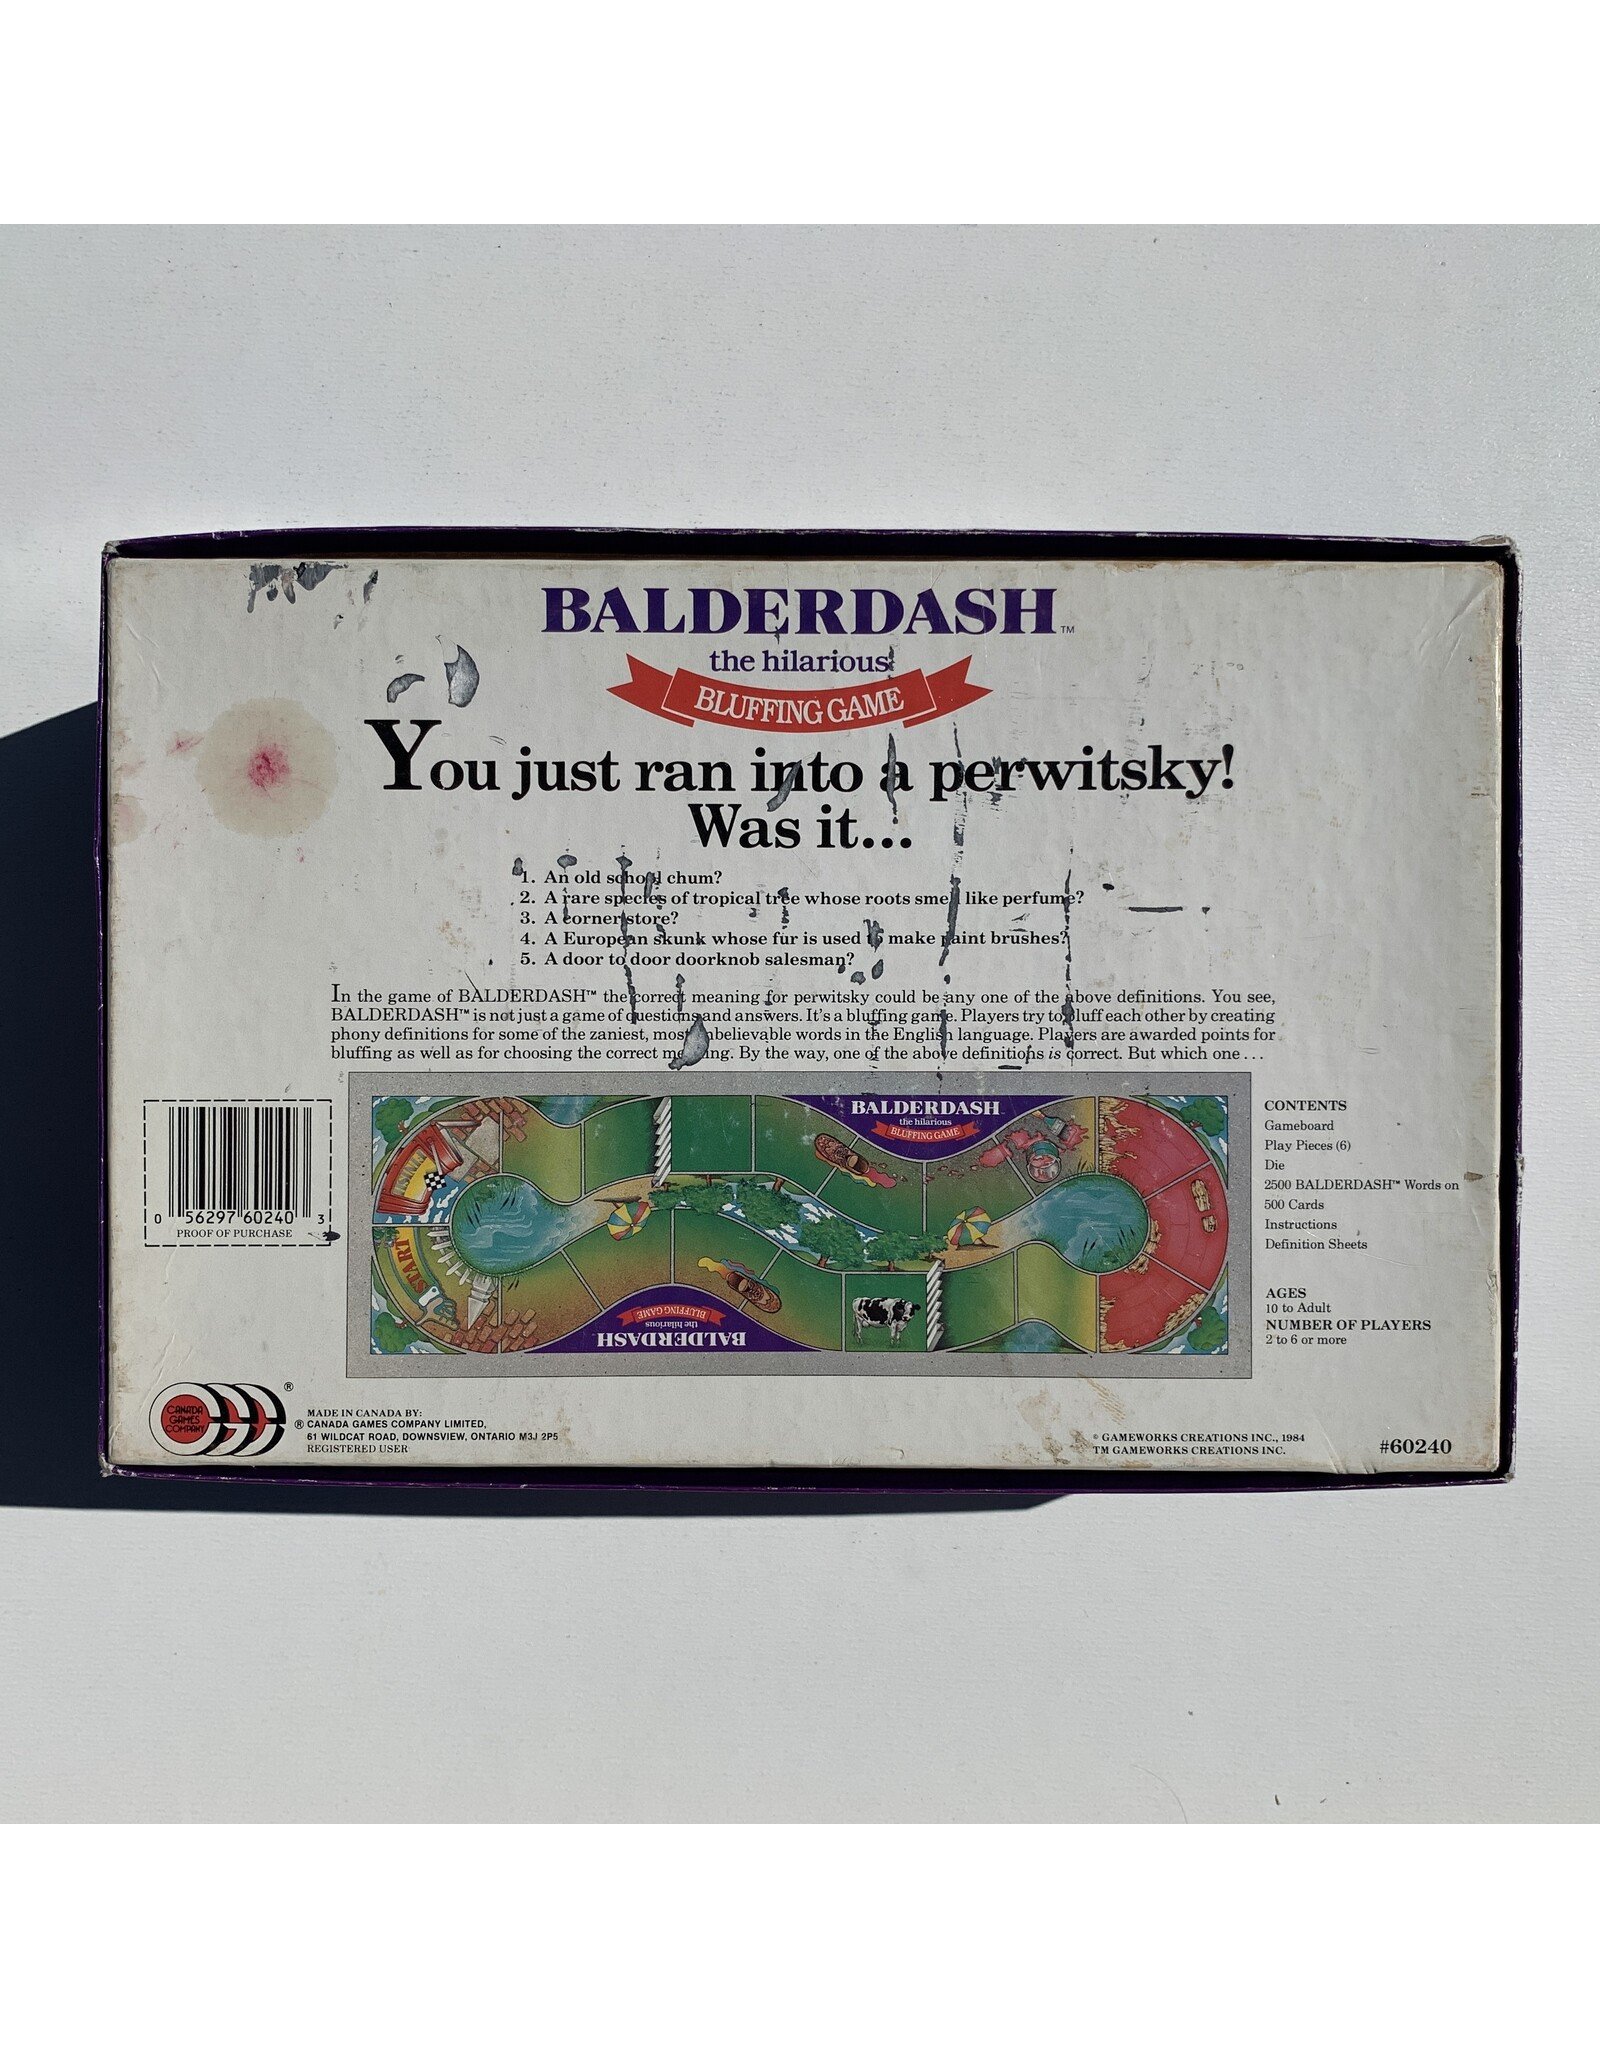 BALDERDASH™
the hilarious
BLUFFING GAME
You just ran into a perwitsky!
Was it...
1. An old school chum?
2. A rare species of tropical tree whose roots smell like perfume?
3. A corner store?
4. A European skunk whose fur is used to make paint brushes?
5. A door to door doorknob salesman?
In the game of BALDERDASH™ the correct meaning for perwitsky could be any one of the above definitions. You see,
BALDERDASH™ is not just a game of questions and answers. It's a bluffing game. Players try to bluff each other by creating
phony definitions for some of the zaniest, most unbelievable words in the English language. Players are awarded points for
bluffing as well as for choosing the correct meaning. By the way, one of the above definitions is correct. But which one . . .
0 56297 60240 3
PROOF OF PURCHASE
BALDERDASH
the hilarious
BLUFFING GAME
FINISH
START
BALDERDASH
the hilarious
BLUFFING GAME
CONTENTS
Gameboard
Play Pieces (6)
Die
2500 BALDERDASH™ Words on
500 Cards
Instructions
Definition Sheets
AGES
10 to Adult
NUMBER OF PLAYERS
2 to 6 or more
CANADA
GAMES
COMPANY
®
MADE IN CANADA BY:
® CANADA GAMES COMPANY LIMITED,
61 WILDCAT ROAD, DOWNSVIEW, ONTARIO M3J 2P5
REGISTERED USER
© GAMEWORKS CREATIONS INC., 1984
TM GAMEWORKS CREATIONS INC.
#60240